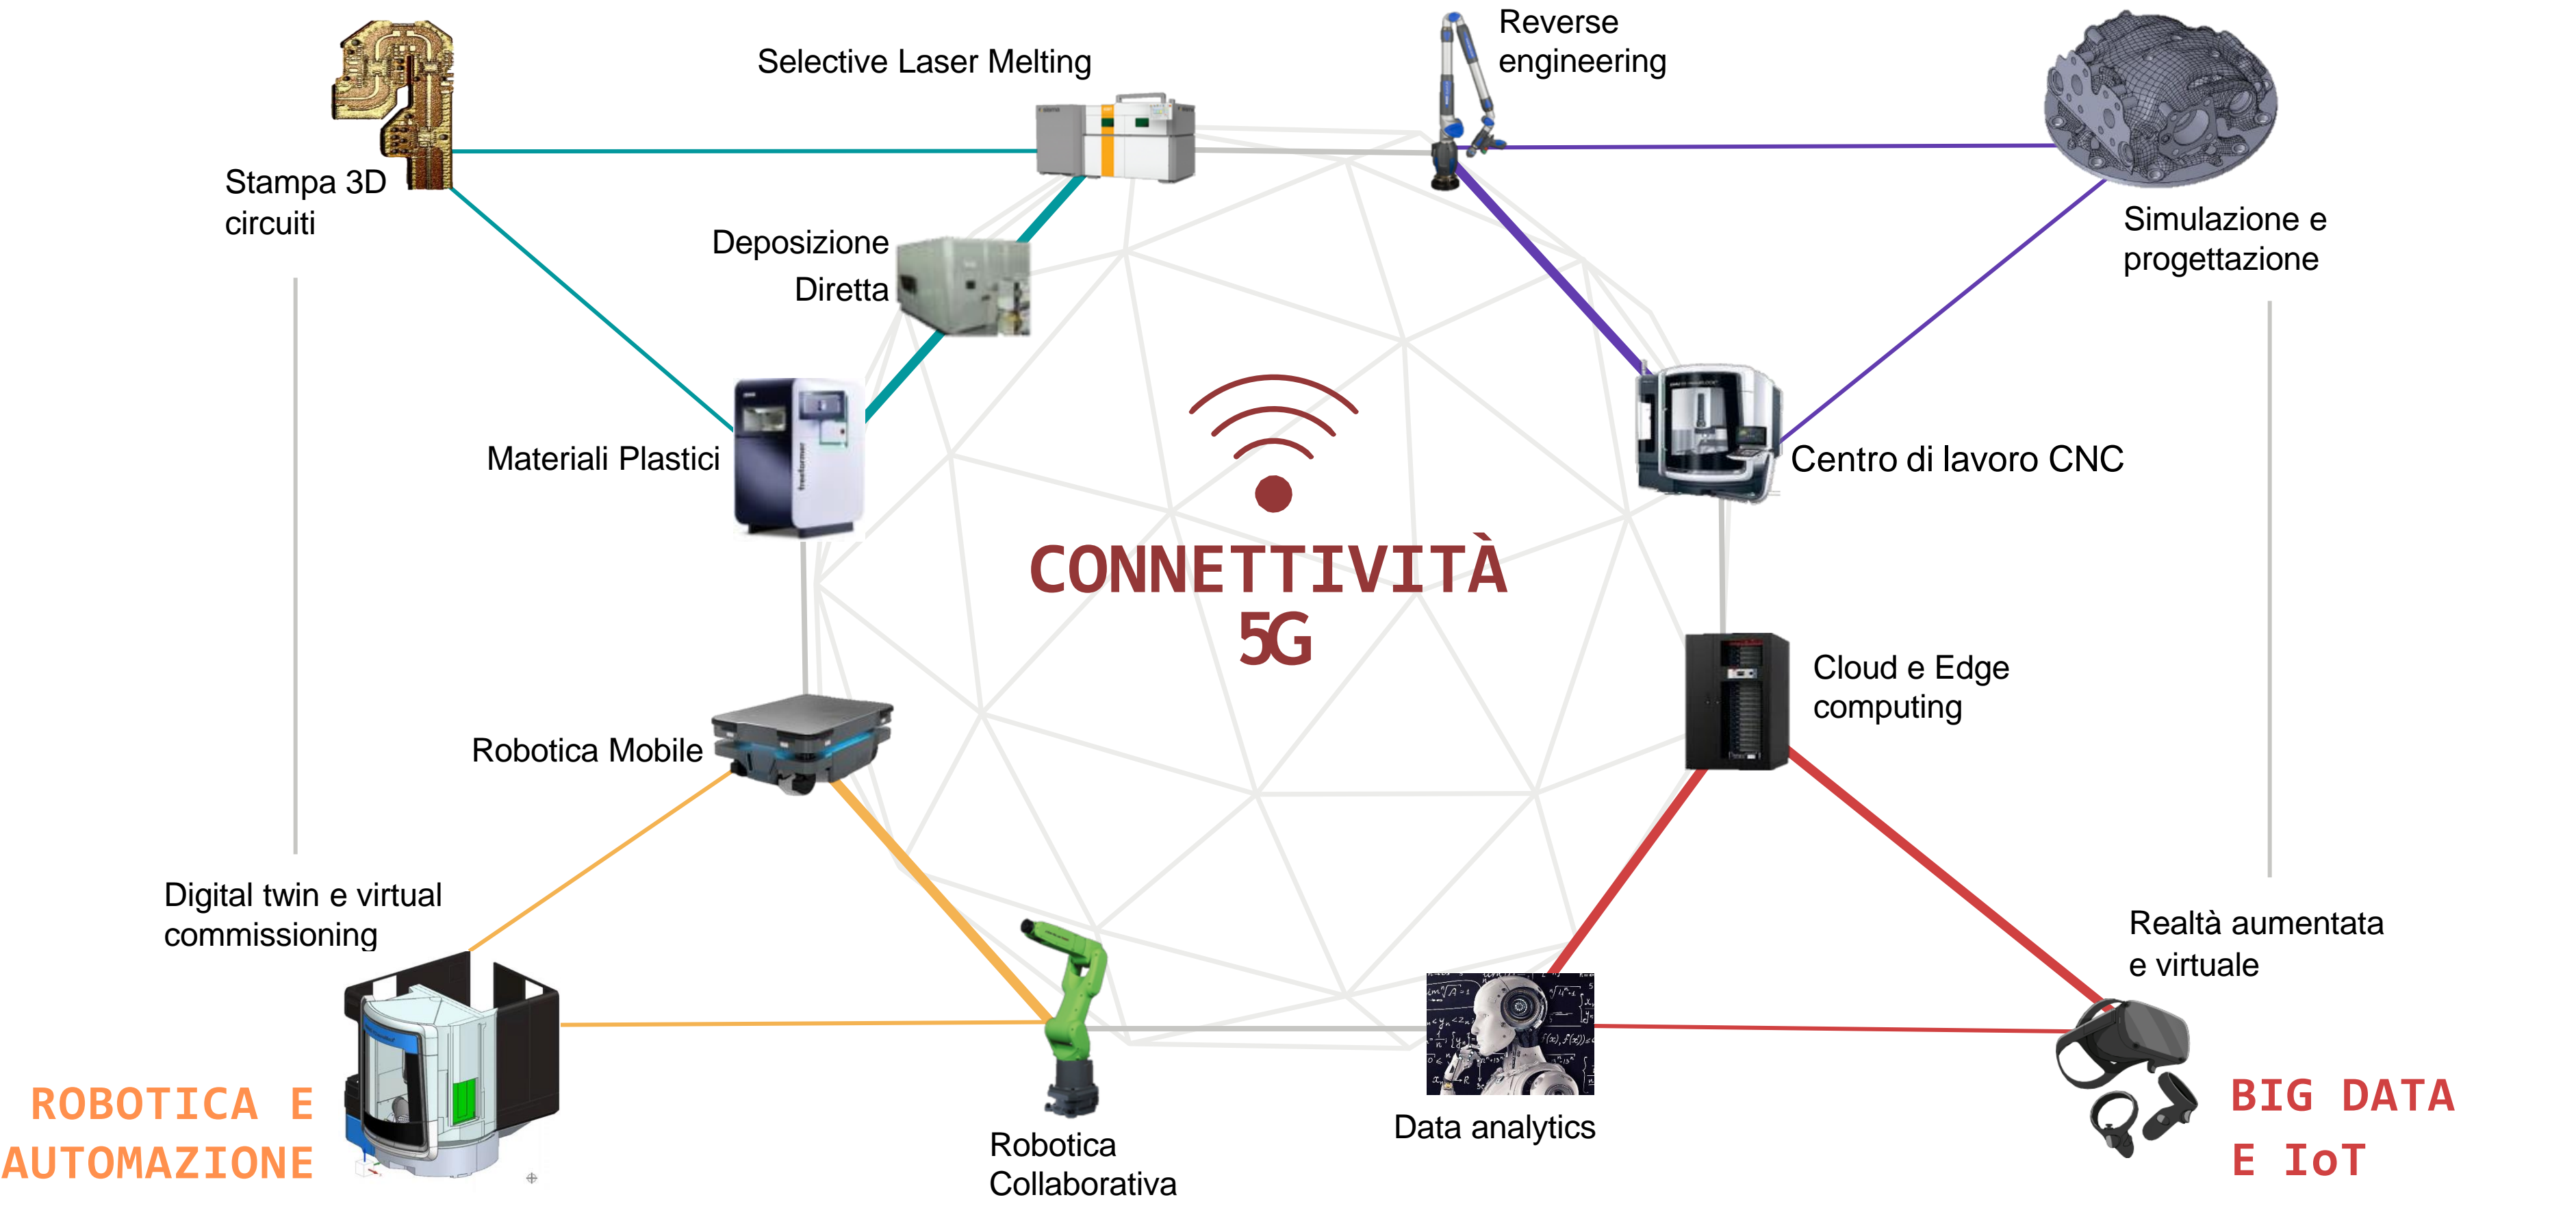 Selective Laser Melting
Reverse
engineering
Stampa 3D
circuiti
Deposizione
Diretta
Simulazione e
progettazione
freeformer
Materiali Plastici
Centro di lavoro CNC
CONNETTIVITÀ
5G
Cloud e Edge
computing
Robotica Mobile
Digital twin e virtual
commissioning
Realtà aumentata
e virtuale
ROBOTICA E
AUTOMAZIONE
BIG DATA
E IoT
Data analytics
Robotica
Collaborativa